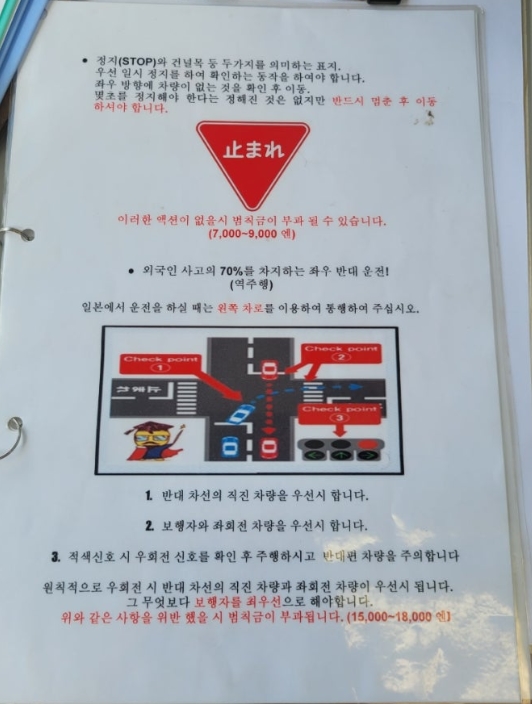 • 정지(STOP)와 건널목 등 두가지를 의미하는 표지.
우선 일시 정지를 하여 확인하는 동작을 하여야 합니다.
좌우 방향에 차량이 없는 것을 확인 후 이동.
몇초를 정지해야 한다는 정해진 것은 없지만 반드시 멈춘 후 이동
하셔야 합니다.
止まれ
이러한 액션이 없을시 범칙금이 부과 될 수 있습니다.
(7,000~9,000 엔)
• 외국인 사고의 70%를 차지하는 좌우 반대 운전!
(역주행)
일본에서 운전을 하실 때는 왼쪽 차로를 이용하여 통행하여 주십시오.
Check point
①
Check point
②
Check point
③
1. 반대 차선의 직진 차량을 우선시 합니다.
2. 보행자와 좌회전 차량을 우선시 합니다.
3. 적색신호 시 우회전 신호를 확인 후 주행하시고 반대편 차량을 주의합니다
원칙적으로 우회전 시 반대 차선의 직진 차량과 좌회전 차량이 우선시 됩니다.
그 무엇보다 보행자를 최우선으로 해야합니다.
위와 같은 사항을 위반 했을 시 범칙금이 부과됩니다. (15,000~18,000 엔)